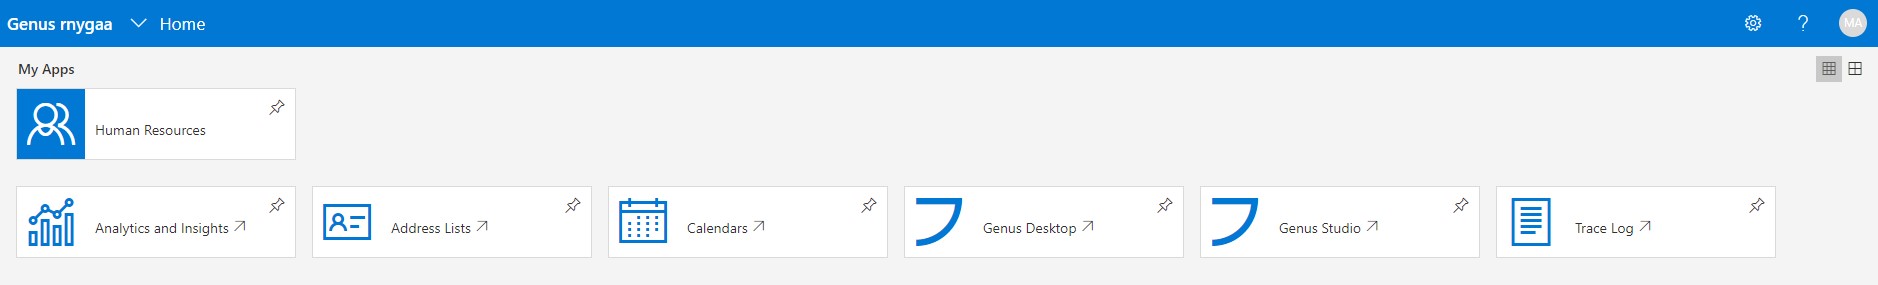 Genus rnygaa Home
?
MA
My Apps
Human Resources
Analytics and Insights
Address Lists
Calendars
Genus Desktop
Genus Studio
Trace Log